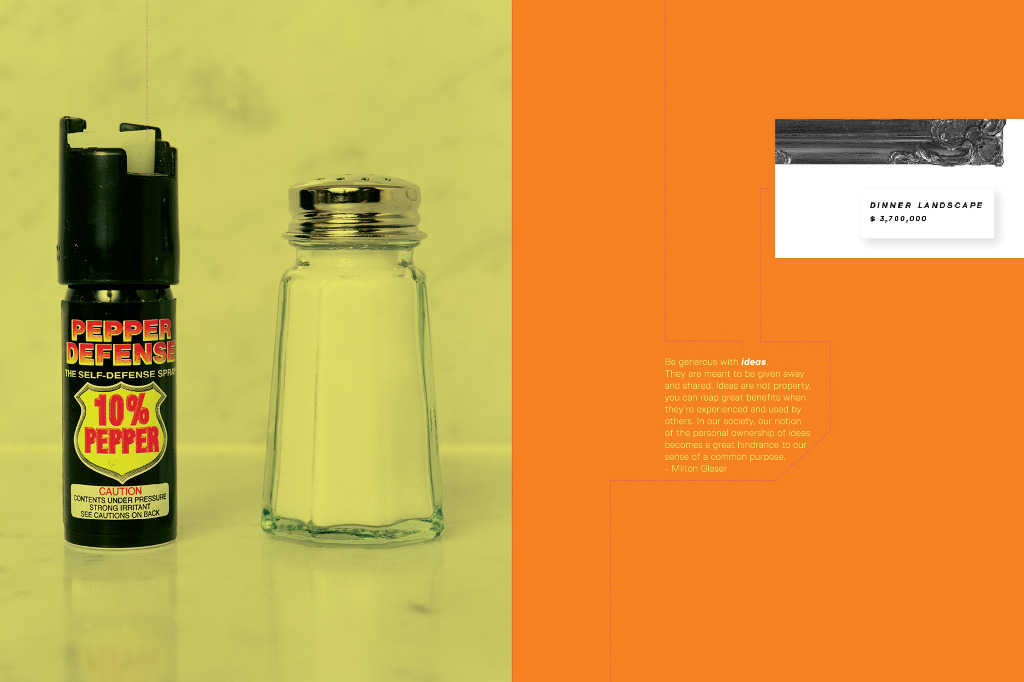 PEPPER
DEFENSE
THE SELF-DEFENSE SPRAY
10%
PEPPER
CAUTION
CONTENTS UNDER PRESSURE
STRONG IRRITANT
SEE CAUTIONS ON BACK
DINNER LANDSCAPE
$ 3,700,000
Be generous with ideas.
They are meant to be given away
and shared. Ideas are not property,
you can reap great benefits when
they're experienced and used by
others. In our society, our notion
of the personal ownership of ideas
becomes a great hindrance to our
sense of a common purpose.
- Milton Glaser